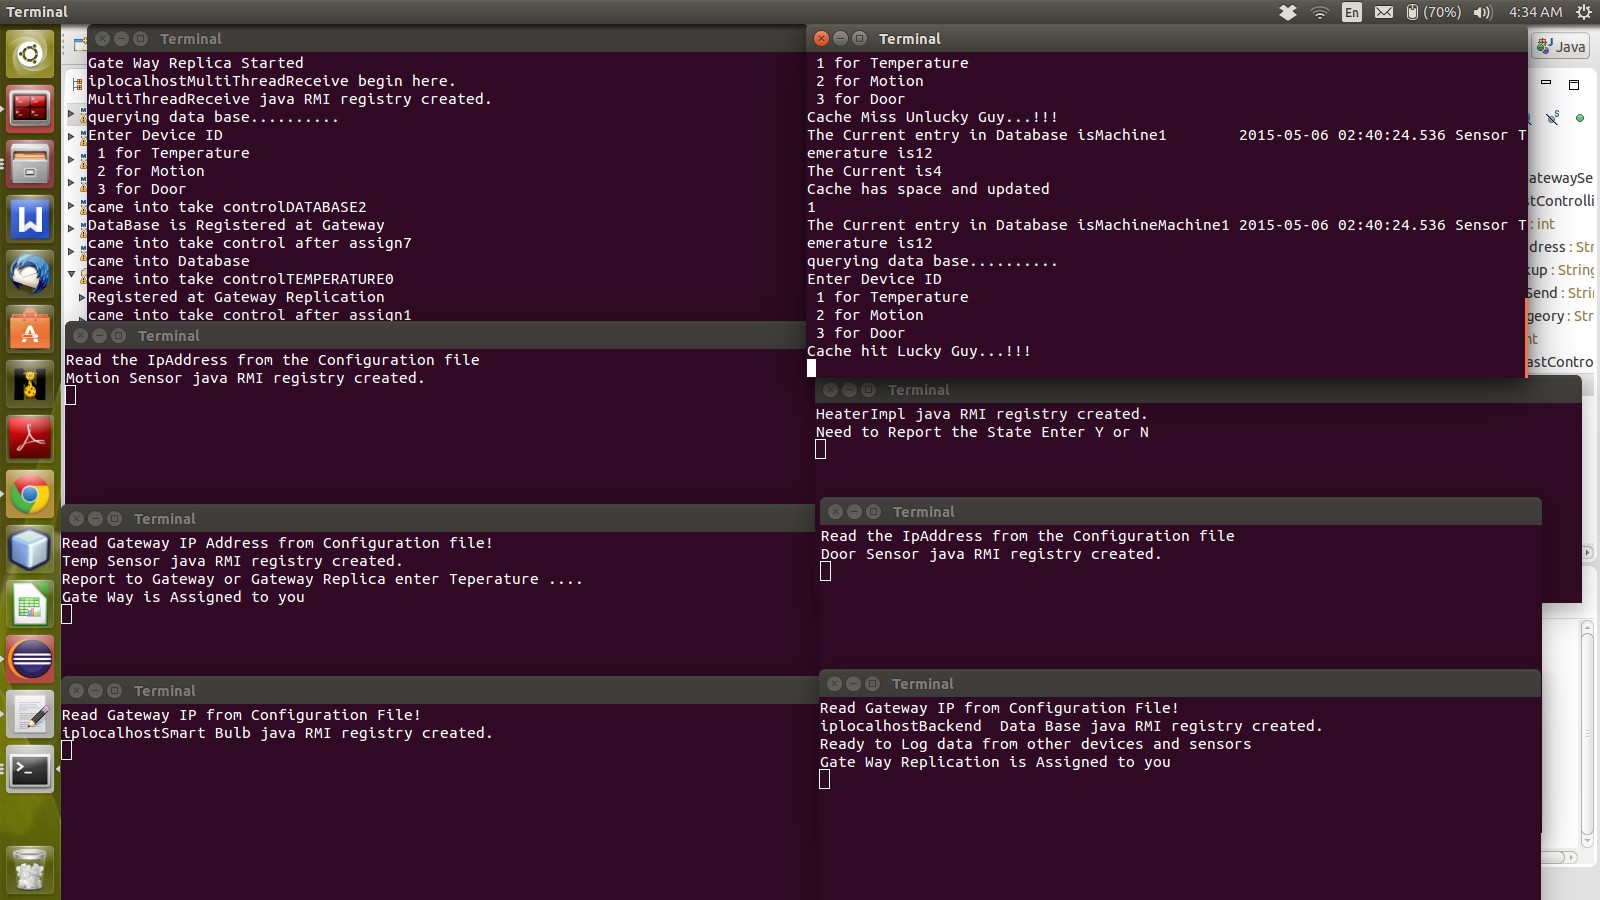 Terminal
En
(70%)
4:34 AM
Terminal
Gate Way Replica Started
iplocalhostMultiThreadReceive begin here.
MultiThreadReceive java RMI registry created.
querying data base..........
Enter Device ID
1 for Temperature
2 for Motion
3 for Door
came into take controlDATABASE2
DataBase is Registered at Gateway
came into take control after assign7
came into Database
came into take controlTEMPERATURE0
Registered at Gateway Replication
came into take control after assign1
Terminal
1 for Temperature
2 for Motion
3 for Door
Cache Miss Unlucky Guy...!!!
The Current entry in Database isMachine1        2015-05-06 02:40:24.536 Sensor T
emerature is12
The Current is4
Cache has space and updated
1
The Current entry in Database isMachineMachine1 2015-05-06 02:40:24.536 Sensor T
emerature is12
querying data base..........
Enter Device ID
1 for Temperature
2 for Motion
3 for Door
Cache hit Lucky Guy...!!!
Java
atewaySe
stControlli
: int
dress : Str
kup : String
Send : Strin
geory : Str
nt
astContro
Terminal
Read the IpAddress from the Configuration file
Motion Sensor java RMI registry created.
Terminal
HeaterImpl java RMI registry created.
Need to Report the State Enter Y or N
Terminal
Read Gateway IP Address from Configuration file!
Temp Sensor java RMI registry created.
Report to Gateway or Gateway Replica enter Teperature ....
Gate Way is Assigned to you
Terminal
Read the IpAddress from the Configuration file
Door Sensor java RMI registry created.
Terminal
Read Gateway IP from Configuration File!
iplocalhostSmart Bulb java RMI registry created.
Terminal
Read Gateway IP from Configuration File!
iplocalhostBackend  Data Base java RMI registry created.
Ready to Log data from other devices and sensors
Gate Way Replication is Assigned to you